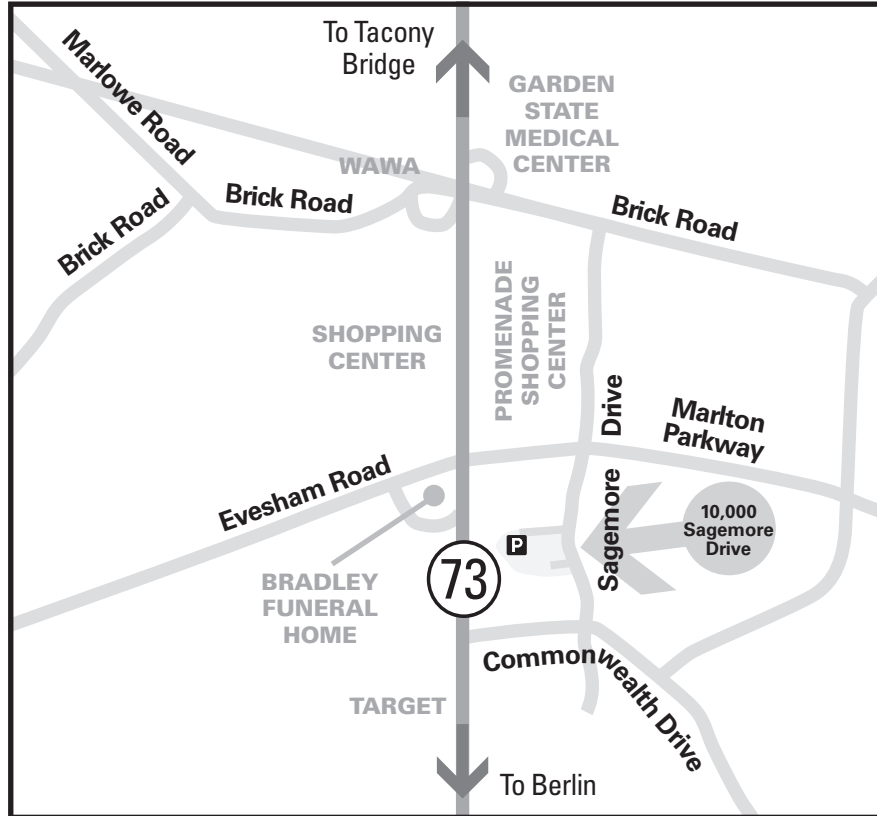 To Tacony
Bridge
Marlowe Road
GARDEN
STATE
MEDICAL
CENTER
WAWA
Brick Road
Brick Road
Brick Road
SHOPPING
CENTER
PROMENADE
SHOPPING
CENTER
Sagemore Drive
Marlton
Parkway
Evesham Road
10,000
Sagemore
Drive
P
73
BRADLEY
FUNERAL
HOME
Commonwealth Drive
TARGET
To Berlin